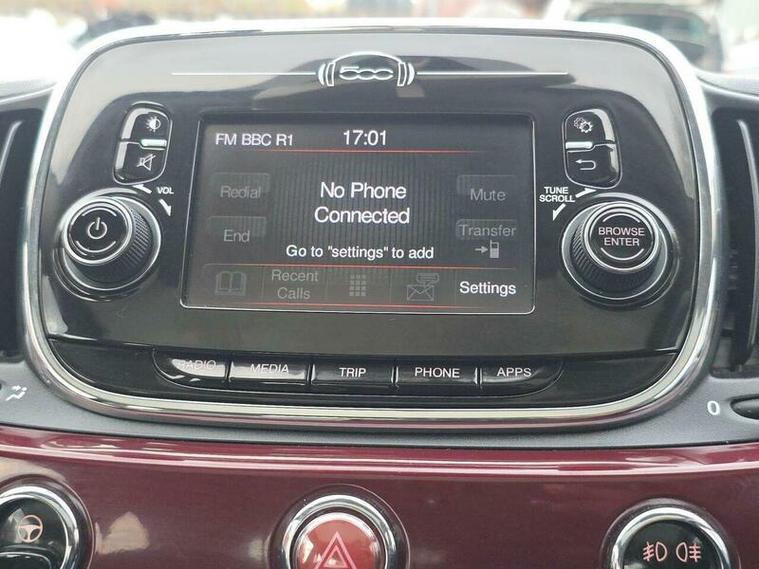 500
FM BBC R1 17:01
VOL
Redial
No Phone
Connected
Mute
TUNE
SCROLL
End
Transfer
BROWSE
ENTER
Go to "settings" to add
Recent
Calls
Settings
RADIO MEDIA TRIP PHONE APPS
0